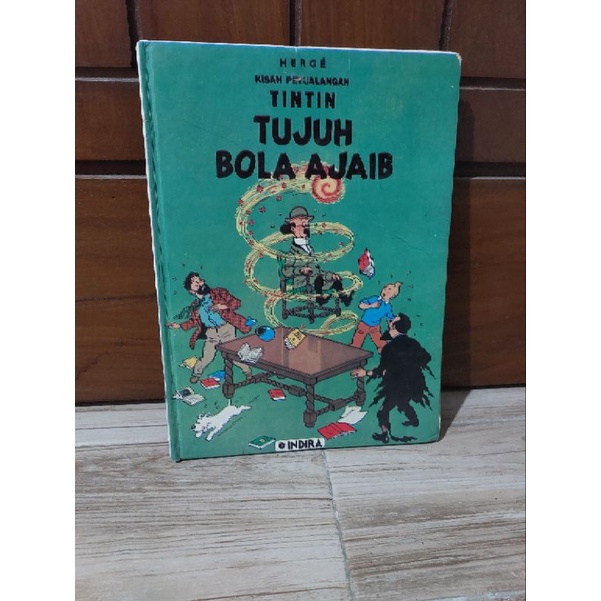 HERGÉ
KISAH PETUALANGAN
TINTIN
TUJUH
BOLA AJAIB
INDIRA